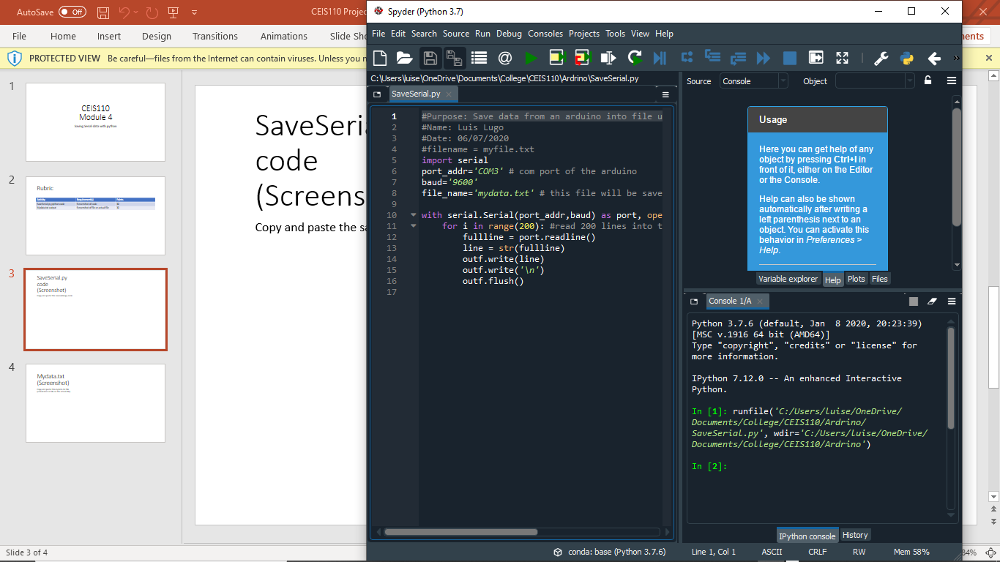 AutoSave Off
CEIS110 Projec
File Home Insert Design Transitions Animations Slide Sho
ents
PROTECTED VIEW Be careful—files from the Internet can contain viruses. Unless you n
1
CEIS110
Module 4
Saving Serial data with python
2
Rubric
Activity Requirement(s) Points
3
SaveSerial.py
code
(Screenshot)
4
Mydata.txt
(Screenshot)
SaveSeria
code
(Screens
Copy and paste the sa
Slide 3 of 4
84%
Spyder (Python 3.7)
File Edit Search Source Run Debug Consoles Projects Tools View Help
C:\Users\luise\OneDrive\Documents\College\CEIS110\Ardrino\SaveSerial.py
SaveSerial.py
1 #Purpose: Save data from an arduino into file u
2 #Name: Luis Lugo
3 #Date: 06/07/2020
4 #filename = myfile.txt
5 import serial
6 port_addr='COM3' # com port of the arduino
7 baud='9600'
8 file_name='mydata.txt' # this file will be save
9
10 with serial.Serial(port_addr,baud) as port, ope
11 for i in range(200): #read 200 lines into t
12 fullline = port.readline()
13 line = str(fullline)
14 outf.write(line)
15 outf.write('\n')
16 outf.flush()
17
Source Console Object
Usage
Here you can get help of any
object by pressing Ctrl+I in
front of it, either on the Editor
or the Console.
Help can also be shown
automatically after writing a
left parenthesis next to an
object. You can activate this
behavior in Preferences >
Help.
Variable explorer Help Plots Files
Console 1/A
Python 3.7.6 (default, Jan  8 2020, 20:23:39)
[MSC v.1916 64 bit (AMD64)]
Type "copyright", "credits" or "license" for
more information.
IPython 7.12.0 -- An enhanced Interactive
Python.
In [1]: runfile('C:/Users/luise/OneDrive/
Documents/College/CEIS110/Ardrino/
SaveSerial.py', wdir='C:/Users/luise/OneDrive/
Documents/College/CEIS110/Ardrino')
In [2]:
IPython console History
conda: base (Python 3.7.6) Line 1, Col 1 ASCII CRLF RW Mem 58%